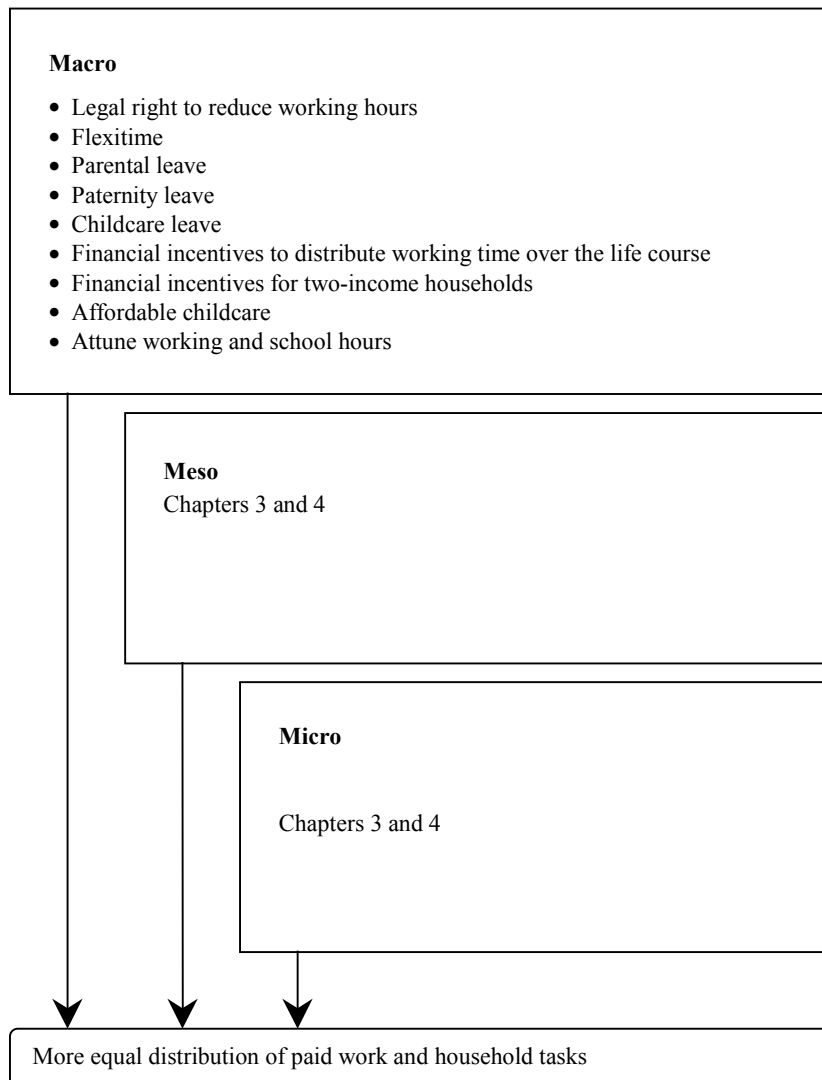 Macro
• Legal right to reduce working hours
• Flexitime
• Parental leave
• Paternity leave
• Childcare leave
• Financial incentives to distribute working time over the life course
• Financial incentives for two-income households
• Affordable childcare
• Attune working and school hours
Meso
Chapters 3 and 4
Micro
Chapters 3 and 4
More equal distribution of paid work and household tasks